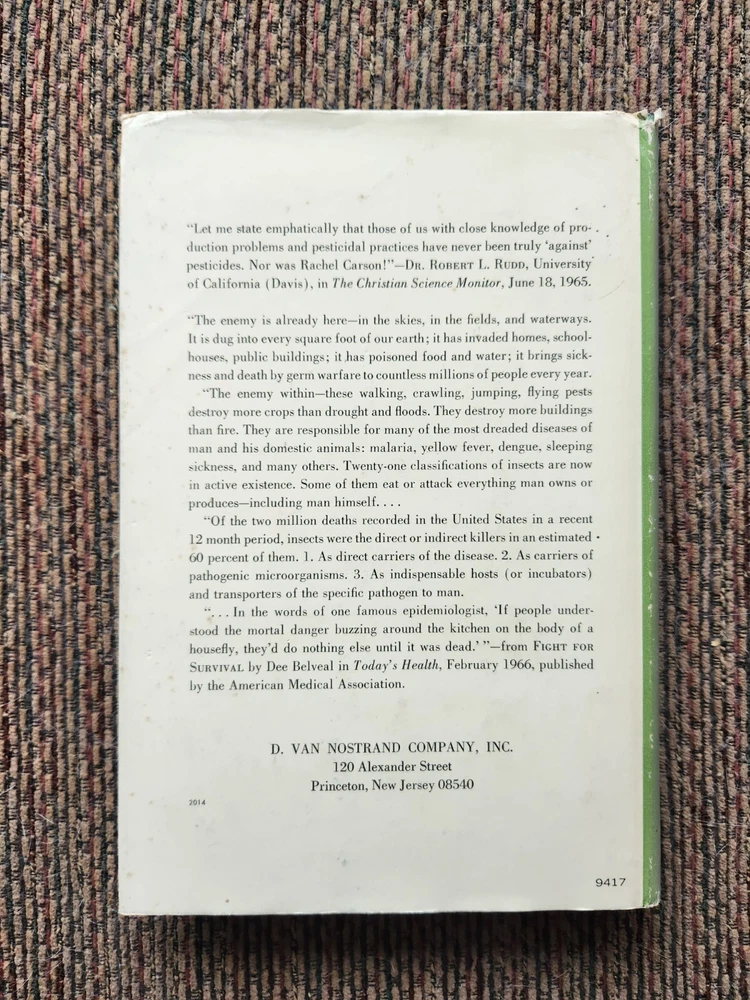 “Let me state emphatically that those of us with close knowledge of pro-
duction problems and pesticidal practices have never been truly ‘against’
pesticides. Nor was Rachel Carson!”—DR. ROBERT L. RUDD, University
of California (Davis), in The Christian Science Monitor, June 18, 1965.
“The enemy is already here—in the skies, in the fields, and waterways.
It is dug into every square foot of our earth; it has invaded homes, school-
houses, public buildings; it has poisoned food and water; it brings sick-
ness and death by germ warfare to countless millions of people every year.
“The enemy within—these walking, crawling, jumping, flying pests
destroy more crops than drought and floods. They destroy more buildings
than fire. They are responsible for many of the most dreaded diseases of
man and his domestic animals: malaria, yellow fever, dengue, sleeping
sickness, and many others. Twenty-one classifications of insects are now
in active existence. Some of them eat or attack everything man owns or
produces—including man himself. . . .
“Of the two million deaths recorded in the United States in a recent
12 month period, insects were the direct or indirect killers in an estimated
60 percent of them. 1. As direct carriers of the disease. 2. As carriers of
pathogenic microorganisms. 3. As indispensable hosts (or incubators)
and transporters of the specific pathogen to man.
“. . . In the words of one famous epidemiologist, ‘If people under-
stood the mortal danger buzzing around the kitchen on the body of a
housefly, they’d do nothing else until it was dead.’ ”—from FIGHT FOR
SURVIVAL by Dee Belveal in Today’s Health, February 1966, published
by the American Medical Association.
D. VAN NOSTRAND COMPANY, INC.
120 Alexander Street
Princeton, New Jersey 08540
2014
9417